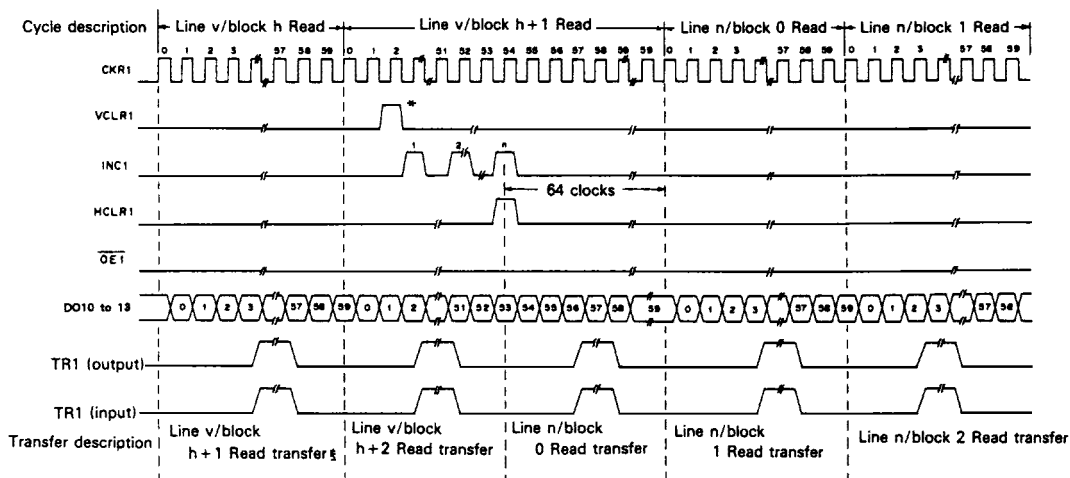 Cycle description
Line v/block h Read
Line v/block h+1 Read
Line n/block 0 Read
Line n/block 1 Read
0 1 2 3 57 58 59 0 1 2 51 52 53 54 55 56 57 58 59 59 0 1 2 3 57 58 59 0 1 2 3 57 58 59
CKR1
VCLR1
*
INC1
1 2 n
64 clocks
HCLR1
OE1
DO10 to 13
0 1 2 3 57 58 59 0 1 2 51 52 53 54 55 56 57 58 59 0 1 2 3 57 58 59 0 1 2 3 57 58
TR1 (output)
TR1 (input)
Transfer description
Line v/block
h+1 Read transfer
Line v/block
h+2 Read transfer
Line n/block
0 Read transfer
Line n/block
1 Read transfer
Line n/block 2 Read transfer